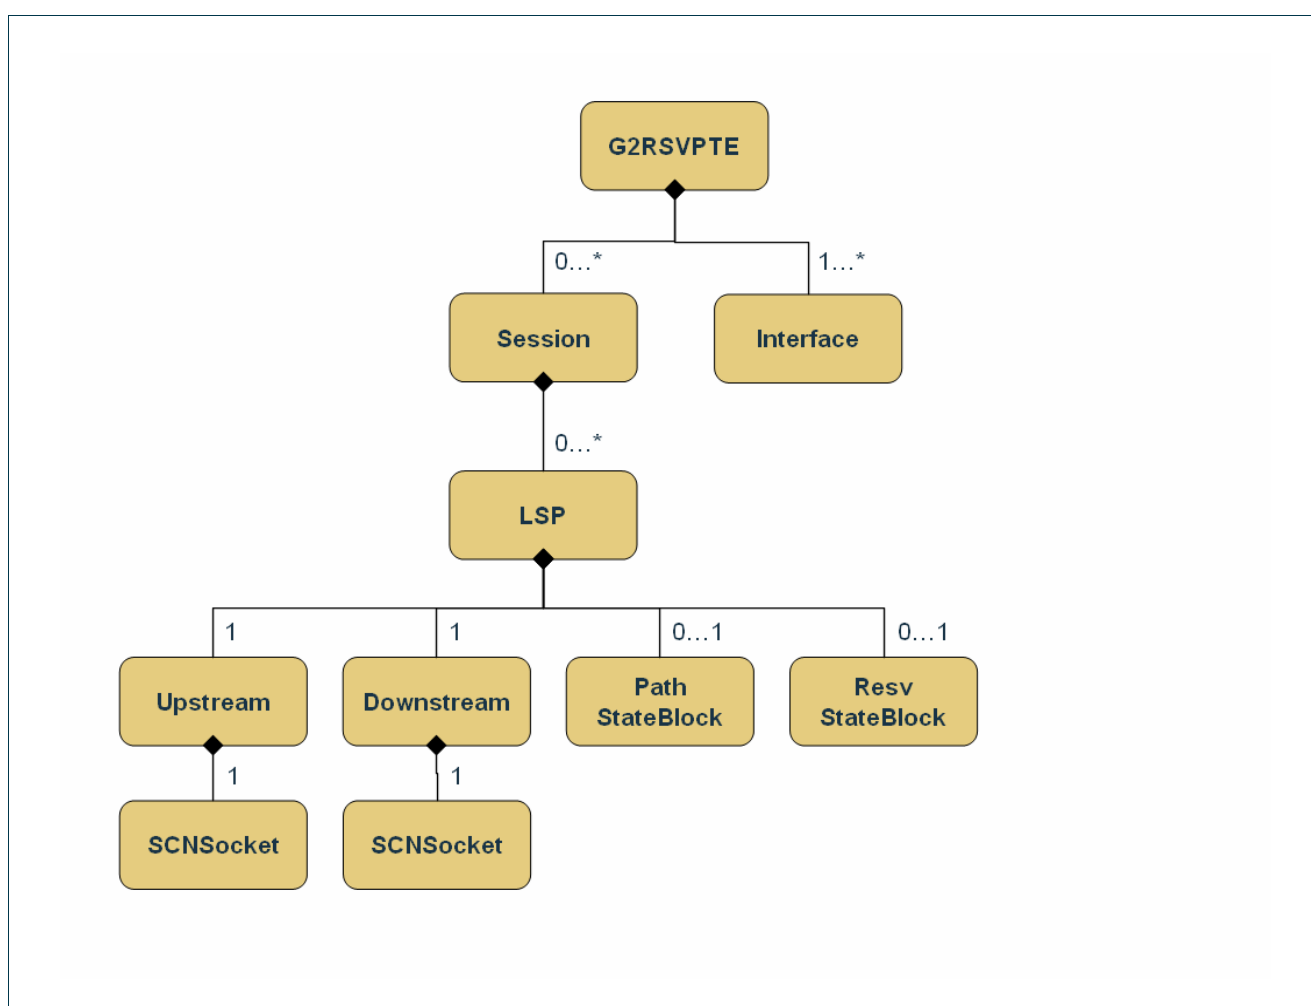 G2RSVPTE
0...*
1...*
Session
Interface
0...*
LSP
1
1
0...1
0...1
Upstream
Downstream
Path
StateBlock
Resv
StateBlock
1
1
SCNSocket
SCNSocket